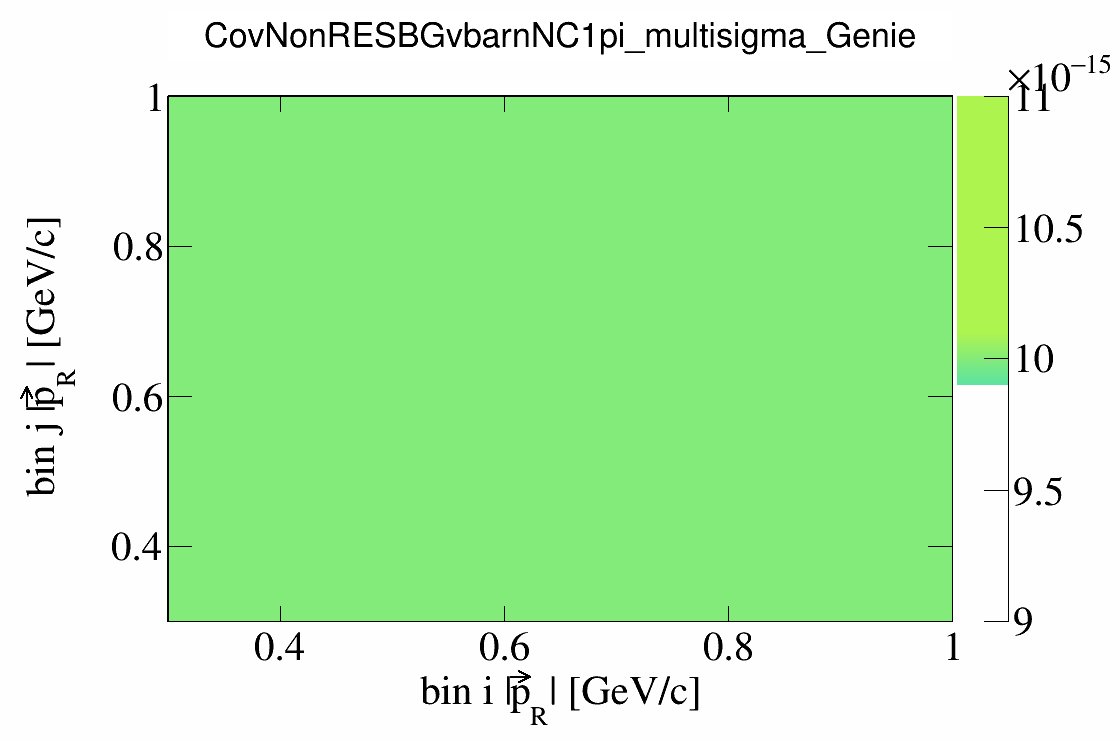 CovNonRESBGvbarnNC1pi_multisigma_Genie
×10⁻¹⁵
1
0.8
0.6
0.4
bin j |p⃗_R| [GeV/c]
0.4 0.6 0.8 1
bin i |p⃗_R| [GeV/c]
11
10.5
10
9.5
9